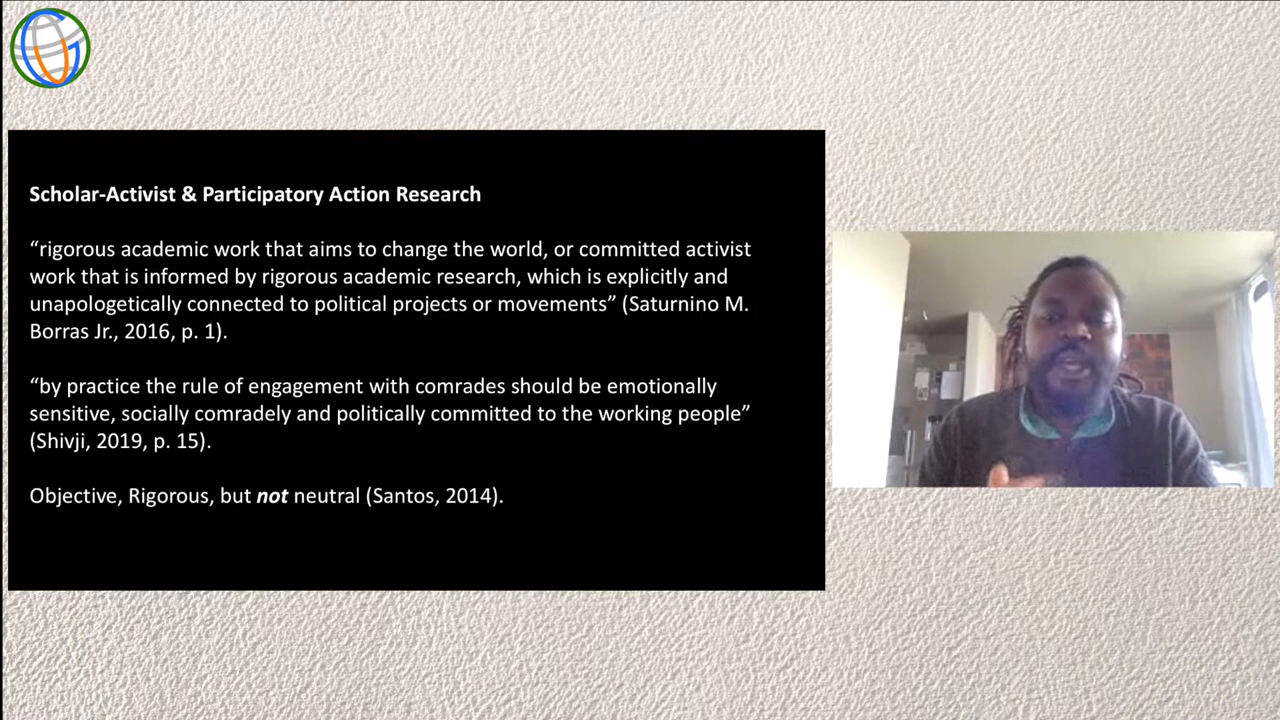 Scholar-Activist & Participatory Action Research
“rigorous academic work that aims to change the world, or committed activist
work that is informed by rigorous academic research, which is explicitly and
unapologetically connected to political projects or movements” (Saturnino M.
Borras Jr., 2016, p. 1).
“by practice the rule of engagement with comrades should be emotionally
sensitive, socially comradely and politically committed to the working people”
(Shivji, 2019, p. 15).
Objective, Rigorous, but not neutral (Santos, 2014).